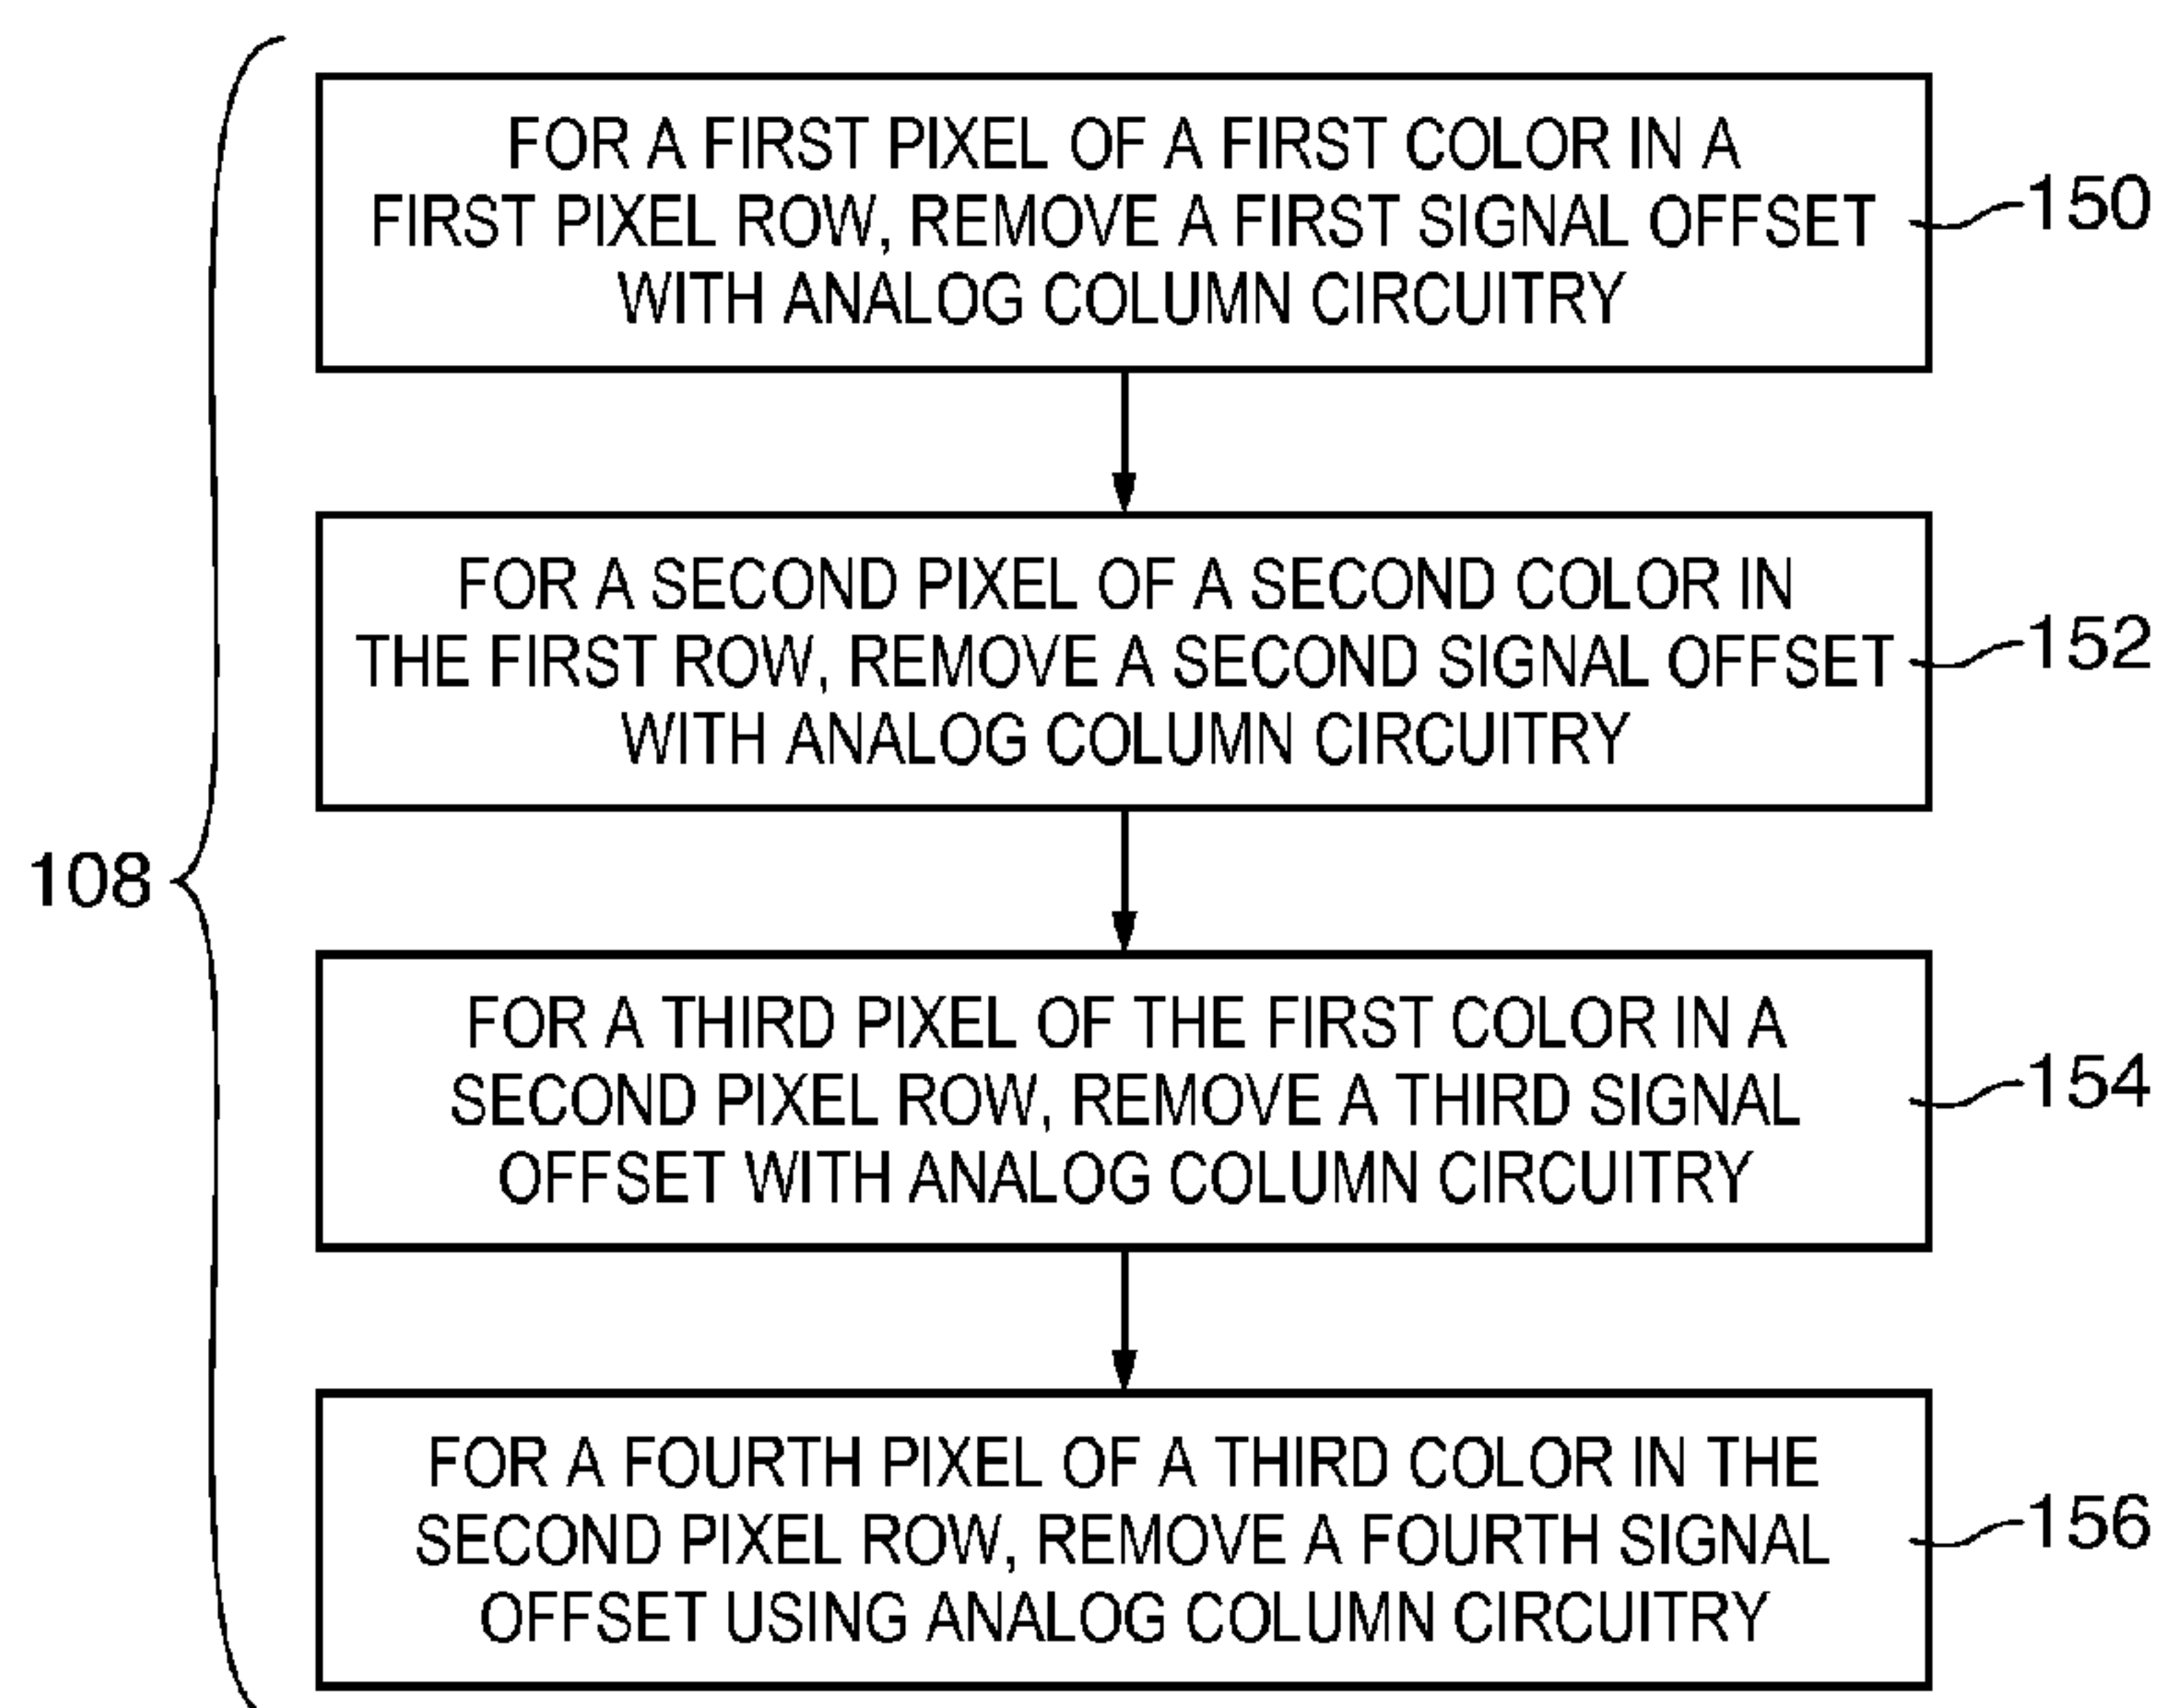 FOR A FIRST PIXEL OF A FIRST COLOR IN A
FIRST PIXEL ROW, REMOVE A FIRST SIGNAL OFFSET
WITH ANALOG COLUMN CIRCUITRY
150
FOR A SECOND PIXEL OF A SECOND COLOR IN
THE FIRST ROW, REMOVE A SECOND SIGNAL OFFSET
WITH ANALOG COLUMN CIRCUITRY
152
108
FOR A THIRD PIXEL OF THE FIRST COLOR IN A
SECOND PIXEL ROW, REMOVE A THIRD SIGNAL
OFFSET WITH ANALOG COLUMN CIRCUITRY
154
FOR A FOURTH PIXEL OF A THIRD COLOR IN THE
SECOND PIXEL ROW, REMOVE A FOURTH SIGNAL
OFFSET USING ANALOG COLUMN CIRCUITRY
156